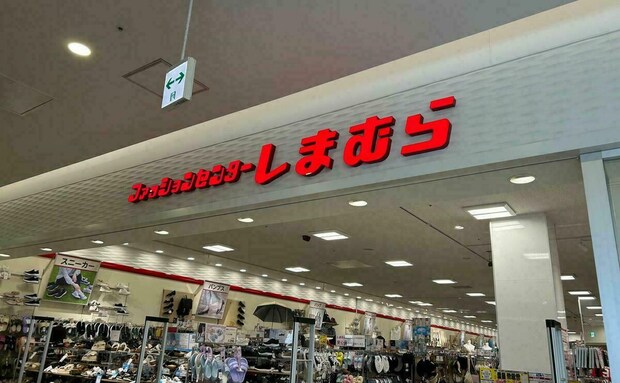 ファッションセンターしまむら
スニーカー
パンプス